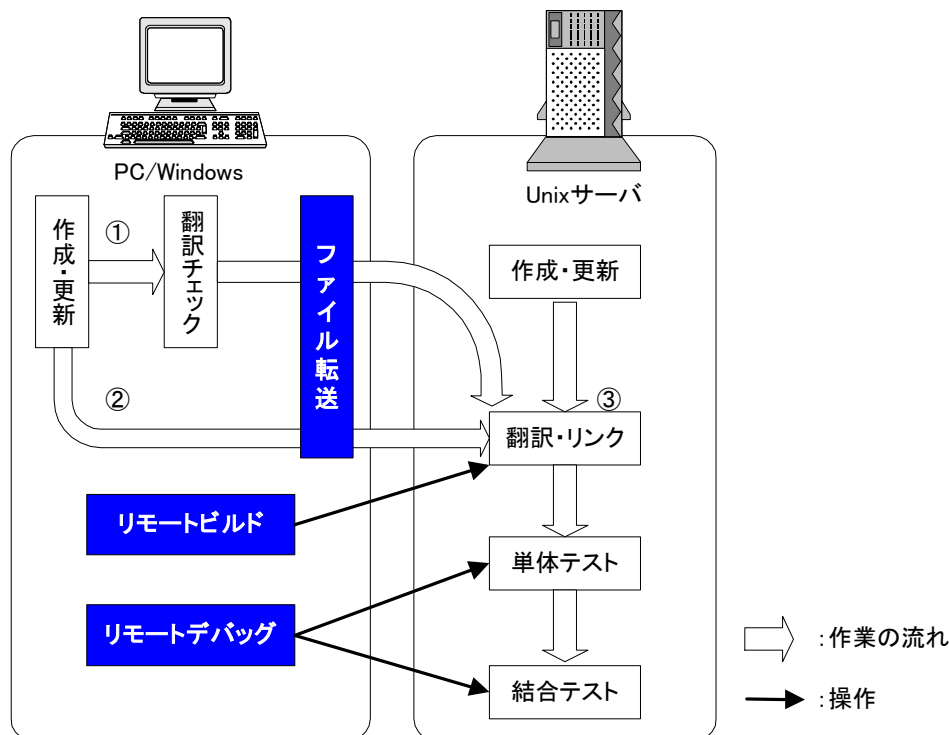 PC/Windows
Unixサーバ
作成・更新
①
翻訳チェック
ファイル転送
作成・更新
②
③
翻訳・リンク
リモートビルド
単体テスト
リモートデバッグ
:作業の流れ
結合テスト
:操作